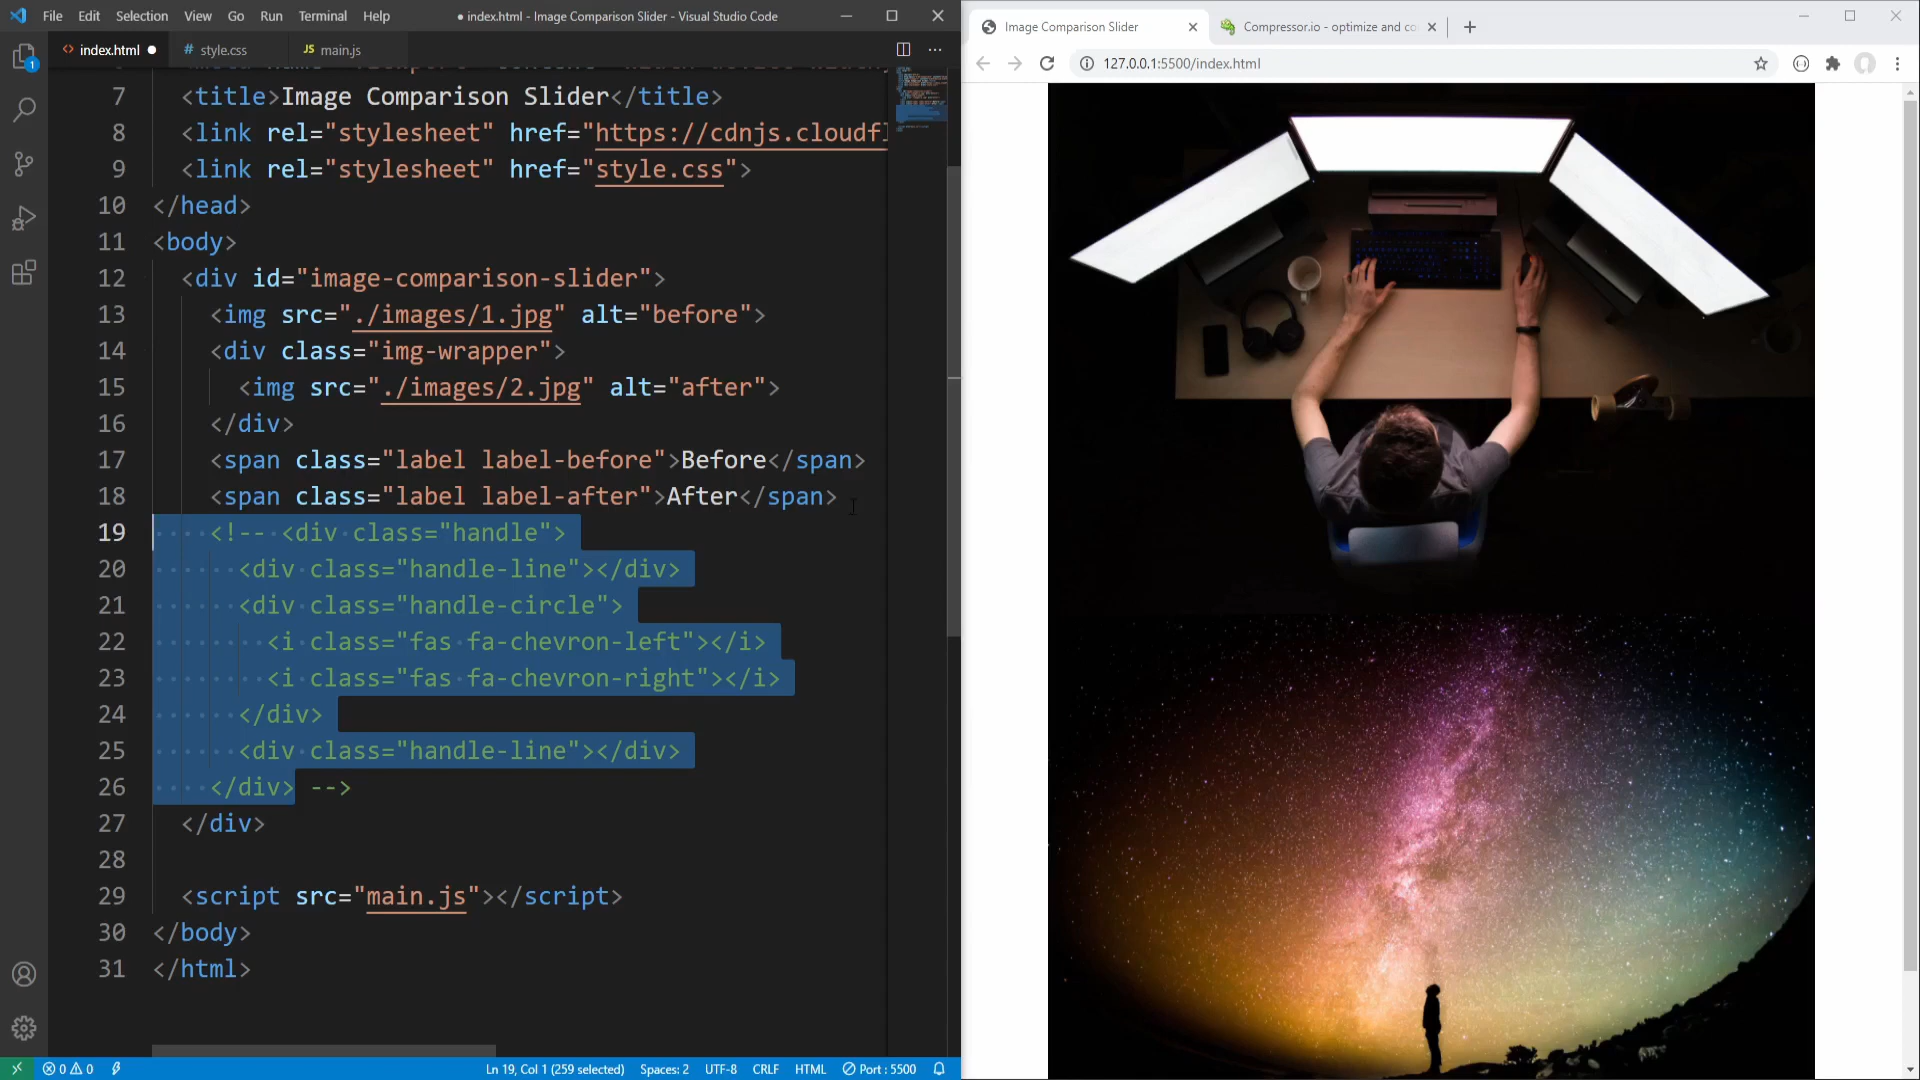 File Edit Selection View Go Run Terminal Help
● index.html - Image Comparison Slider - Visual Studio Code
<> index.html ●
# style.css
JS main.js
7 <title>Image Comparison Slider</title>
8 <link rel="stylesheet" href="https://cdnjs.cloudfl
9 <link rel="stylesheet" href="style.css">
10 </head>
11 <body>
12 <div id="image-comparison-slider">
13 <img src="./images/1.jpg" alt="before">
14 <div class="img-wrapper">
15 <img src="./images/2.jpg" alt="after">
16 </div>
17 <span class="label label-before">Before</span>
18 <span class="label label-after">After</span>
19 <!-- <div class="handle">
20 <div class="handle-line"></div>
21 <div class="handle-circle">
22 <i class="fas fa-chevron-left"></i>
23 <i class="fas fa-chevron-right"></i>
24 </div>
25 <div class="handle-line"></div>
26 </div> -->
27 </div>
28
29 <script src="main.js"></script>
30 </body>
31 </html>
1
0 0
Ln 19, Col 1 (259 selected) Spaces: 2 UTF-8 CRLF HTML Port : 5500
Image Comparison Slider
Compressor.io - optimize and co
127.0.0.1:5500/index.html